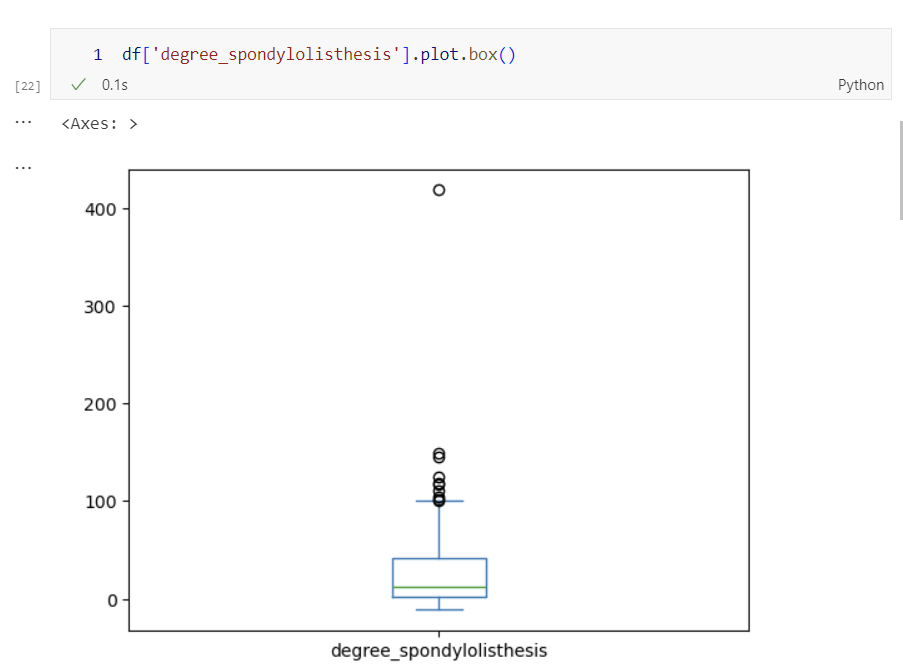 1 df['degree_spondylolisthesis'].plot.box()
[22] ✓ 0.1s Python
... <Axes: >
...
400
300
200
100
0
degree_spondylolisthesis